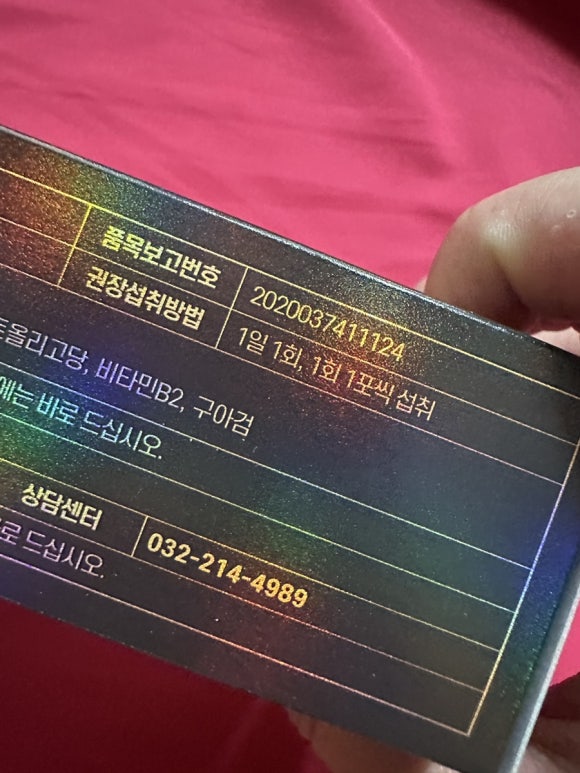 품목보고번호 2020037411124
권장섭취방법 1일 1회, 1회 1포씩 섭취
올리고당, 비타민B2, 구아검
에는 바로 드십시오.
상담센터 032-214-4989
로 드십시오.